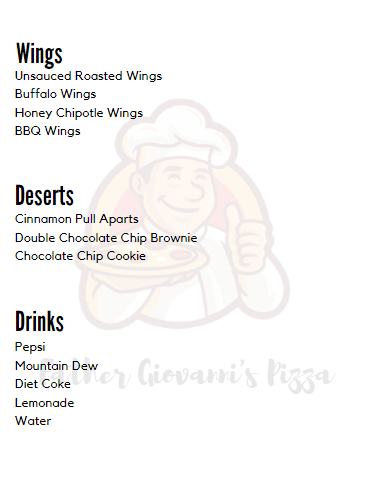 Wings
Unsauced Roasted Wings
Buffalo Wings
Honey Chipotle Wings
BBQ Wings
Deserts
Cinnamon Pull Aparts
Double Chocolate Chip Brownie
Chocolate Chip Cookie
Drinks
Pepsi
Mountain Dew
Father Giovanni's Pizza
Diet Coke
Lemonade
Water